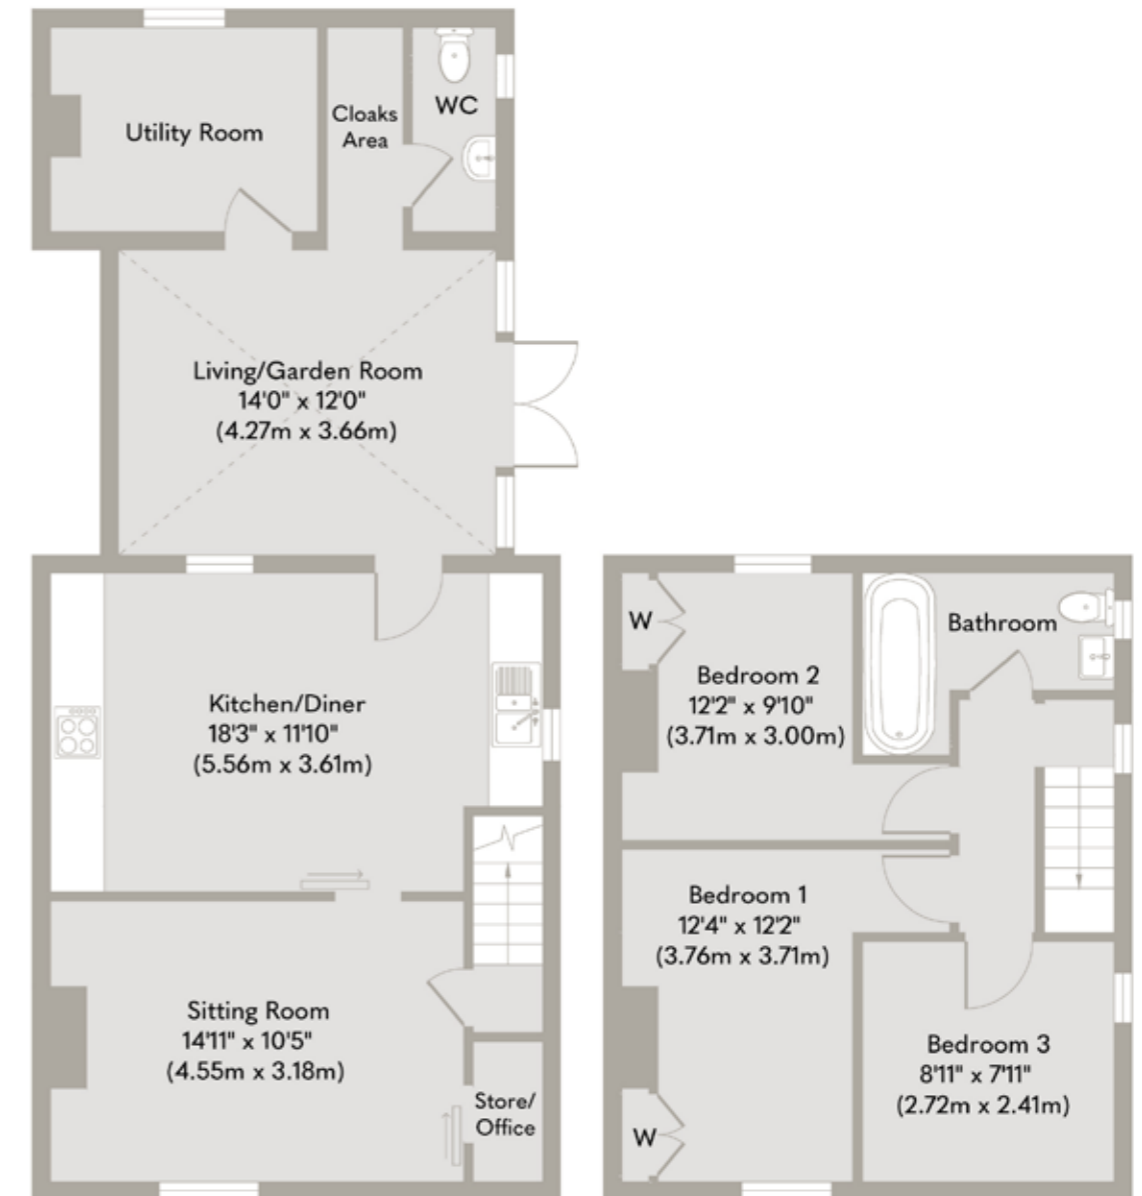 Utility Room
Cloaks
Area
WC
Living/Garden Room
14'0" x 12'0"
(4.27m x 3.66m)
Kitchen/Diner
18'3" x 11'10"
(5.56m x 3.61m)
Sitting Room
14'11" x 10'5"
(4.55m x 3.18m)
Store/
Office
W
Bedroom 2
12'2" x 9'10"
(3.71m x 3.00m)
Bathroom
Bedroom 1
12'4" x 12'2"
(3.76m x 3.71m)
W
Bedroom 3
8'11" x 7'11"
(2.72m x 2.41m)